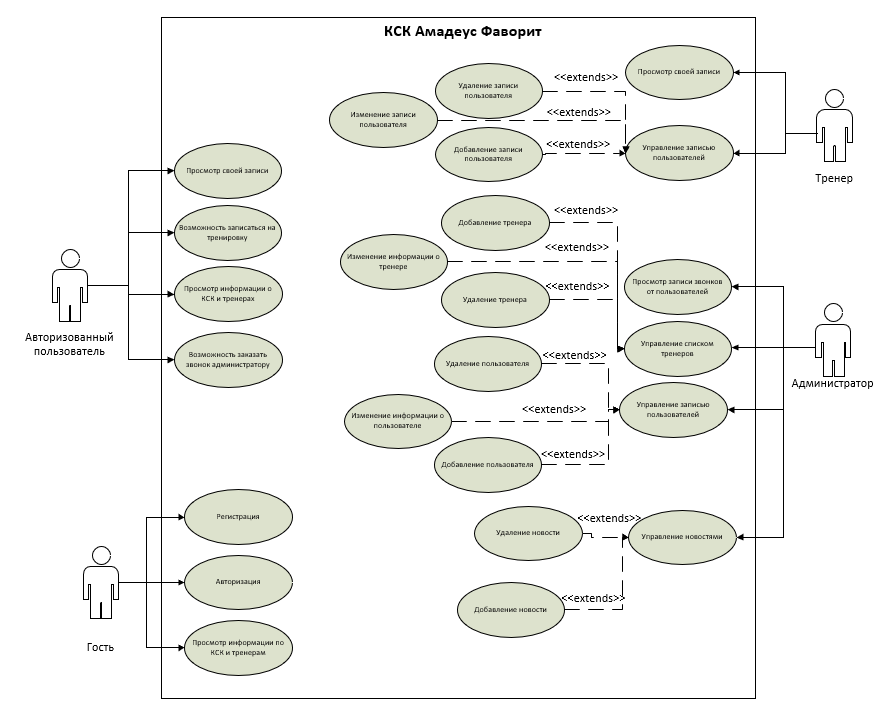 КСК Амадеус Фаворит
<<extends>>
Просмотр своей записи
Удаление записи
пользователя
<<extends>>
Изменение записи
пользователя
Управление записью
пользователей
<<extends>>
Добавление записи
пользователя
Тренер
Просмотр своей записи
<<extends>>
Добавление тренера
Возможность записаться на
тренировку
<<extends>>
Изменение информации о
тренере
Просмотр записи звонков
от пользователей
<<extends>>
Просмотр информации о
КСК и тренерах
Удаление тренера
Авторизованный
пользователь
Управление списком
тренеров
<<extends>>
Возможность заказать
звонок администратору
Удаление пользователя
Администратор
<<extends>>
Управление записью
пользователей
Изменение информации о
пользователе
<<extends>>
Добавление пользователя
Регистрация
<<extends>>
Удаление новости
Управление новостями
Авторизация
<<extends>>
Добавление новости
Гость
Просмотр информации по
КСК и тренерам